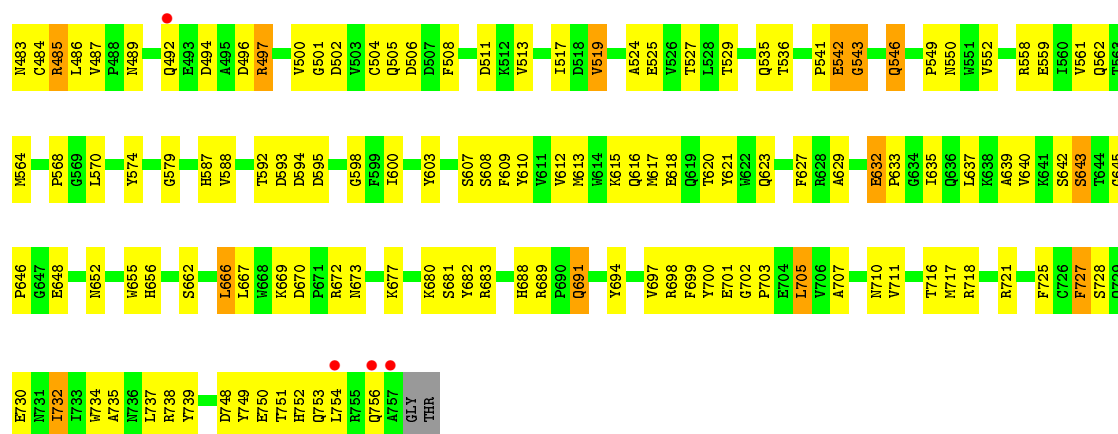 N483 C484 R485 L486 V487 P488 N489 Q492 E493 D494 A495 D496 R497 V500 G501 D502 V503 C504 Q505 D506 D507 F508 D511 K512 V513 I517 D518 V519 A524 E525 V526 T527 L528 T529 Q535 T536 P541 E542 G543 Q546 P549 N550 W551 V552 R558 E559 I560 V561 Q562 T563
M564 P568 G569 L570 Y574 G579 H587 V588 T592 D593 D594 D595 G598 F599 I600 Y603 S607 S608 F609 Y610 V611 V612 M613 W614 K615 Q616 M617 E618 Q619 T620 Y621 W622 Q623 F627 R628 A629 E632 P633 G634 I635 Q636 L637 K638 A639 V640 K641 S642 S643 T644 G645
P646 G647 E648 N652 W655 H656 S662 L666 L667 W668 K669 D670 P671 R672 N673 K677 K680 S681 Y682 R683 H688 R689 P690 Q691 Y694 V697 R698 F699 Y700 E701 G702 P703 E704 L705 V706 A707 N710 V711 T716 M717 R718 R721 F725 C726 F727 S728 Q729
E730 N731 I732 I733 W734 A735 N736 L737 R738 Y739 D748 Y749 E750 T751 H752 Q753 L754 R755 Q756 A757 GLY THR